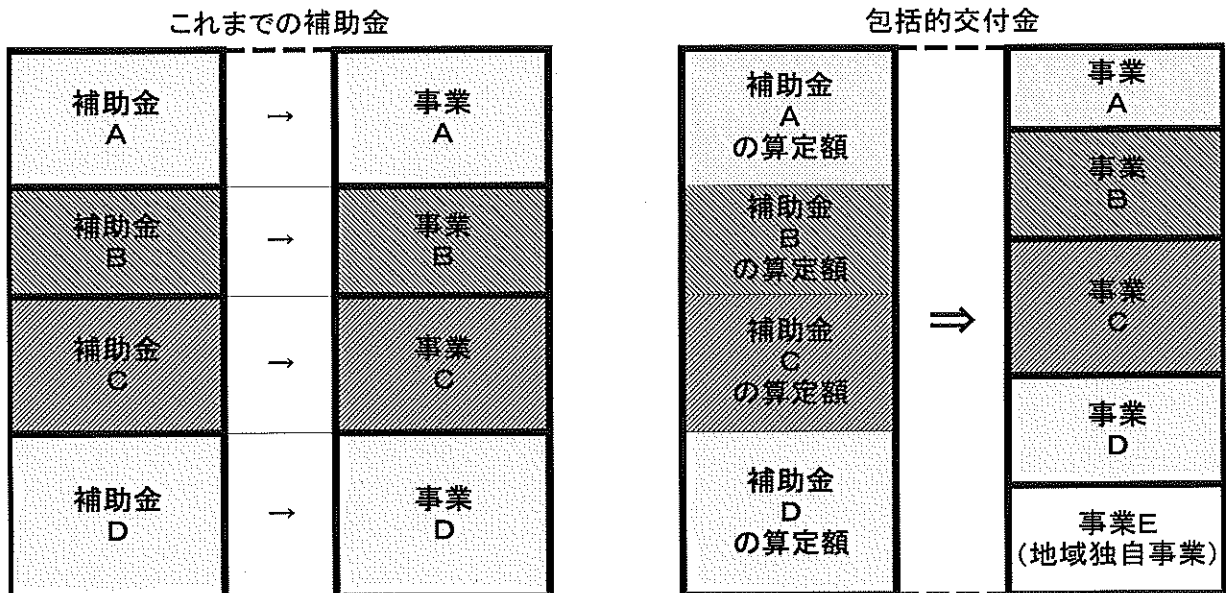 これまでの補助金
補助金
A
→
事業
A
補助金
B
→
事業
B
補助金
C
→
事業
C
補助金
D
→
事業
D
包括的交付金
補助金
A
の算定額
補助金
B
の算定額
補助金
C
の算定額
補助金
D
の算定額
⇒
事業
A
事業
B
事業
C
事業
D
事業E
(地域独自事業)